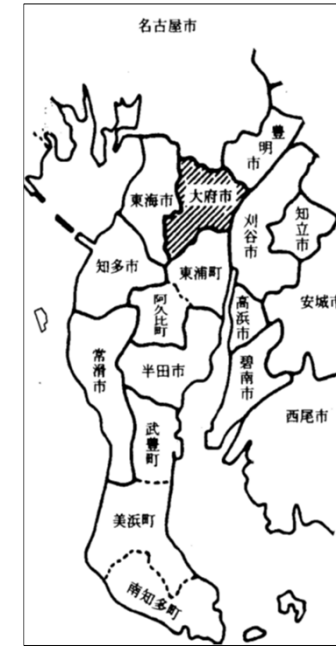 名古屋市
豊明市
東海市
大府市
刈谷市
知立市
知多市
東浦町
阿久比町
高浜市
安城市
常滑市
半田市
碧南市
西尾市
武豊町
美浜町
南知多町